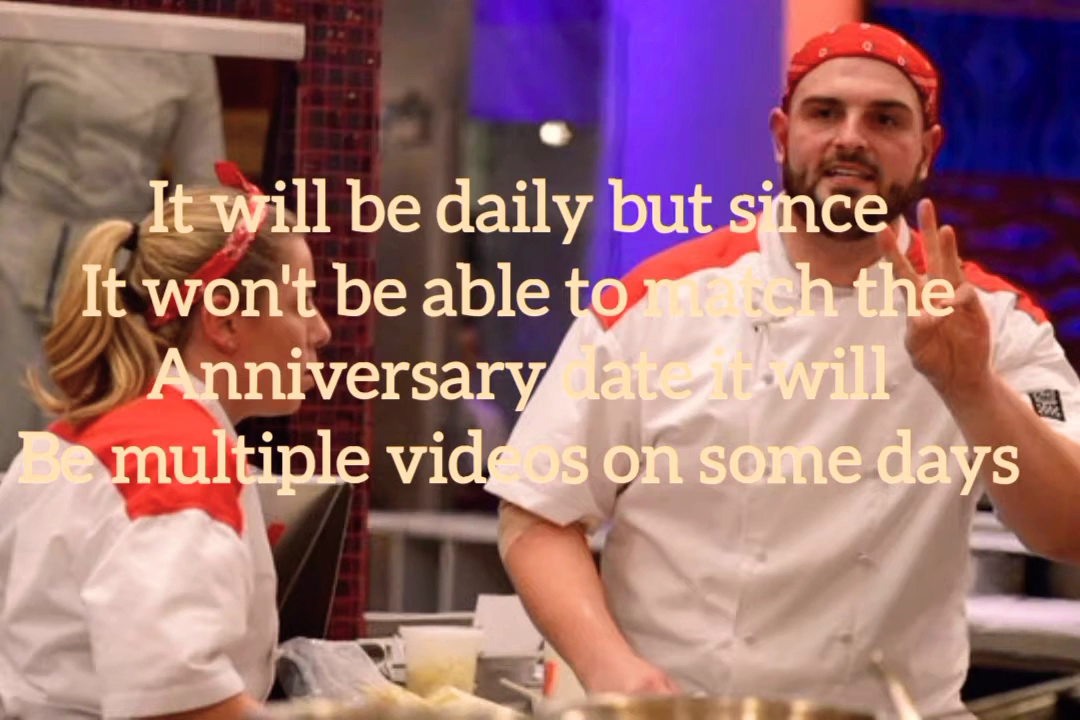 It will be daily but since
It won't be able to match the
Anniversary date it will
Be multiple videos on some days